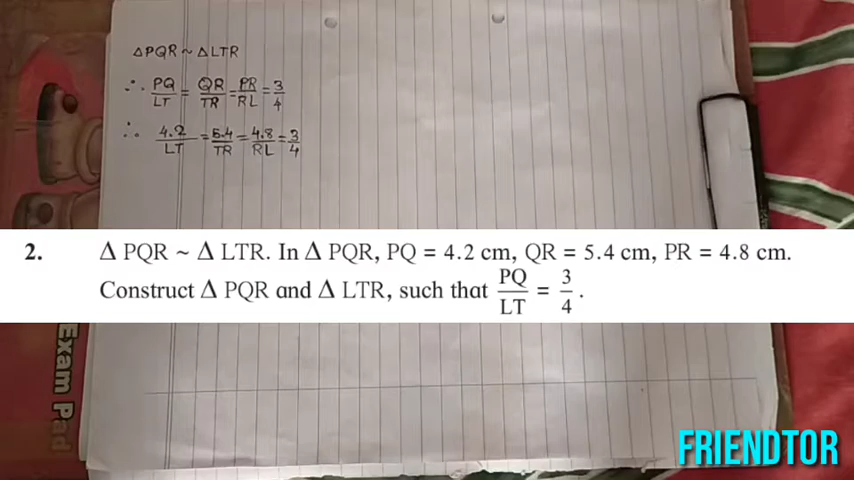 ΔPQR ~ ΔLTR
∴ PQ/LT = QR/TR = PR/RL = 3/4
∴ 4.2/LT = 5.4/TR = 4.8/RL = 3/4
2. Δ PQR ~ Δ LTR. In Δ PQR, PQ = 4.2 cm, QR = 5.4 cm, PR = 4.8 cm.
Construct Δ PQR and Δ LTR, such that PQ/LT = 3/4.
Exam Pad
FRIENDTOR